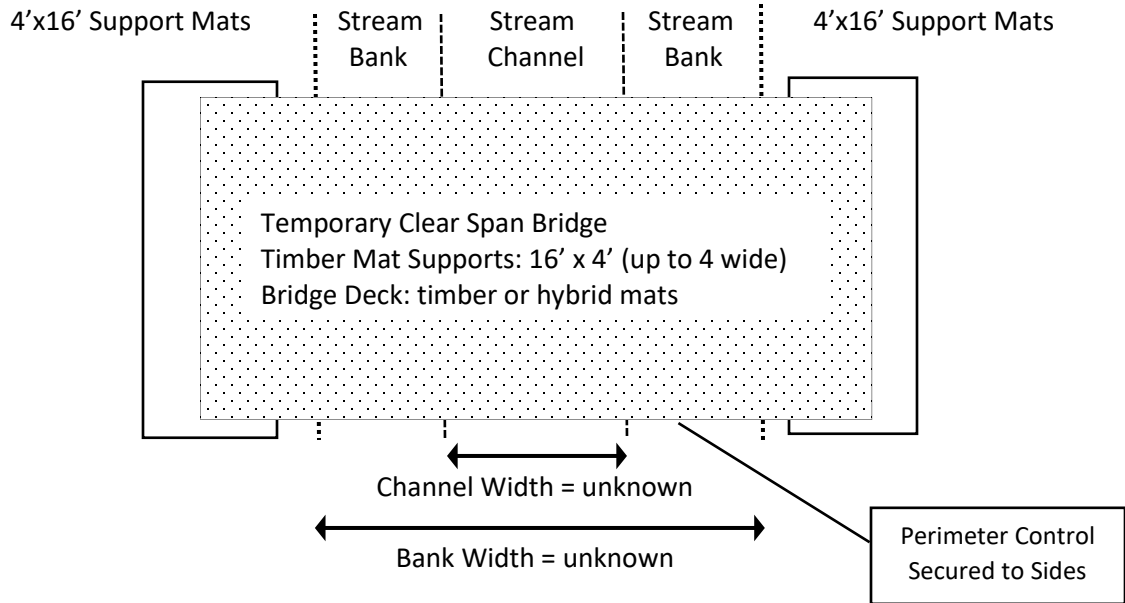 4’x16’ Support Mats
Stream
Bank
Stream
Channel
Stream
Bank
4’x16’ Support Mats
Temporary Clear Span Bridge
Timber Mat Supports: 16’ x 4’ (up to 4 wide)
Bridge Deck: timber or hybrid mats
Channel Width = unknown
Bank Width = unknown
Perimeter Control
Secured to Sides